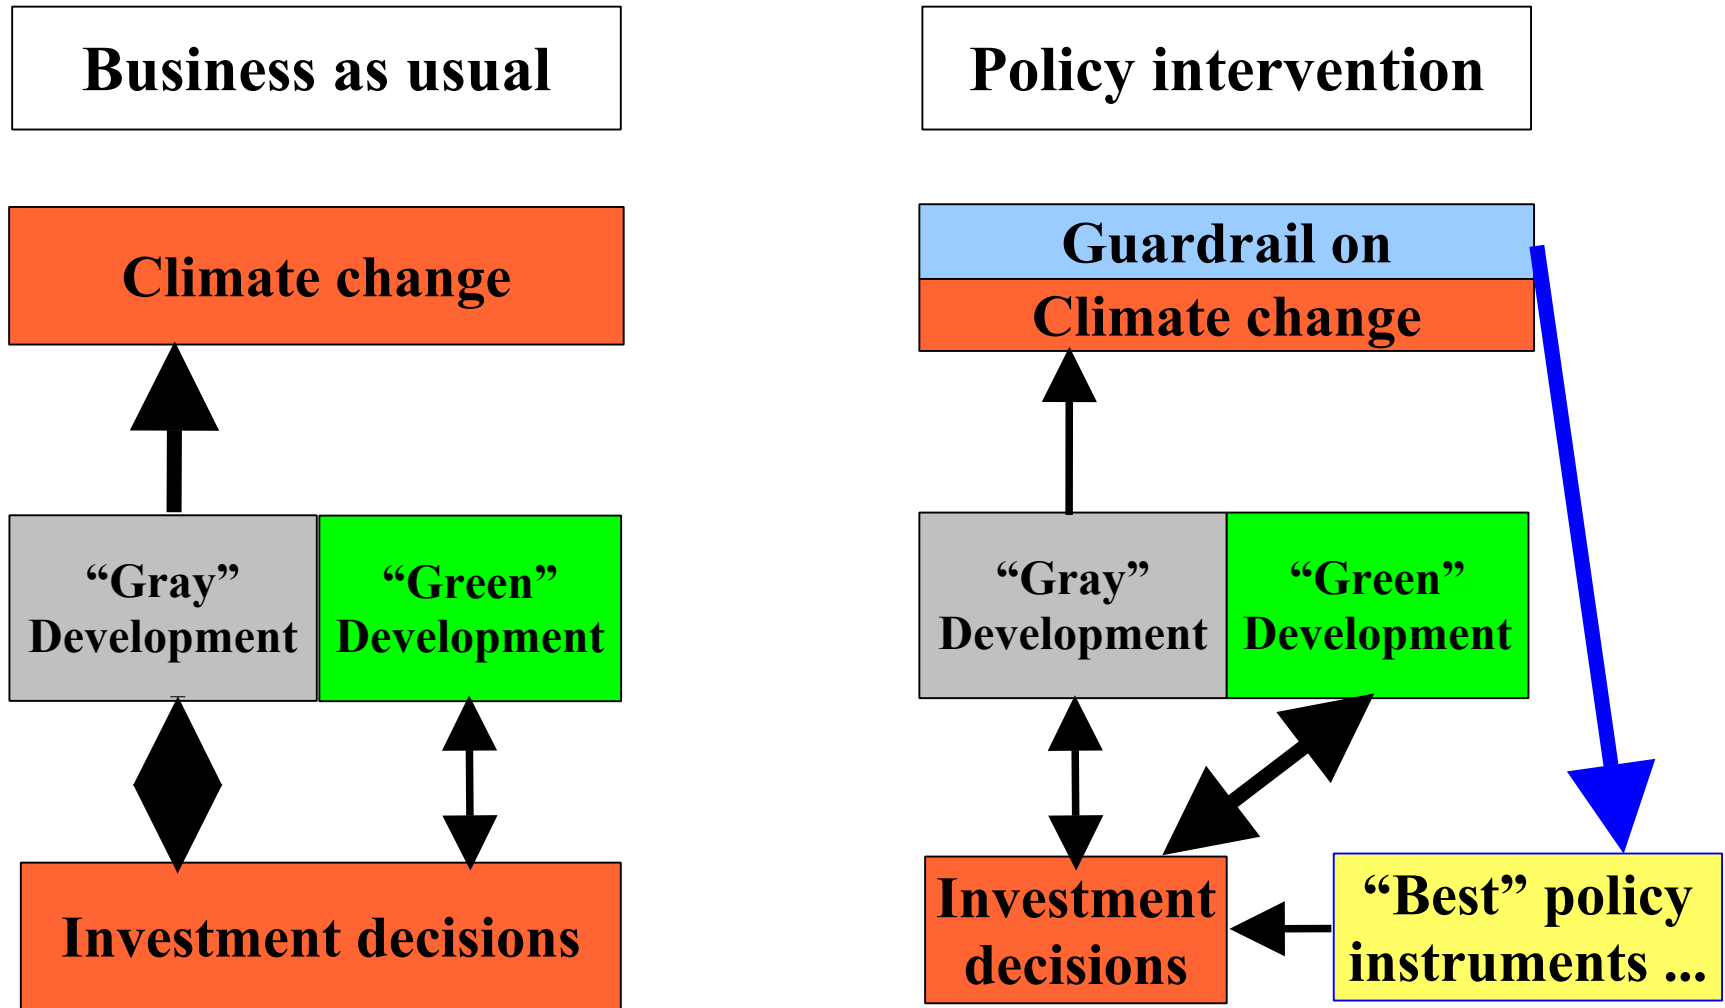 Business as usual
Policy intervention
Climate change
Guardrail on
Climate change
“Gray”
Development
“Green”
Development
“Gray”
Development
“Green”
Development
Investment decisions
Investment
decisions
“Best” policy
instruments ...